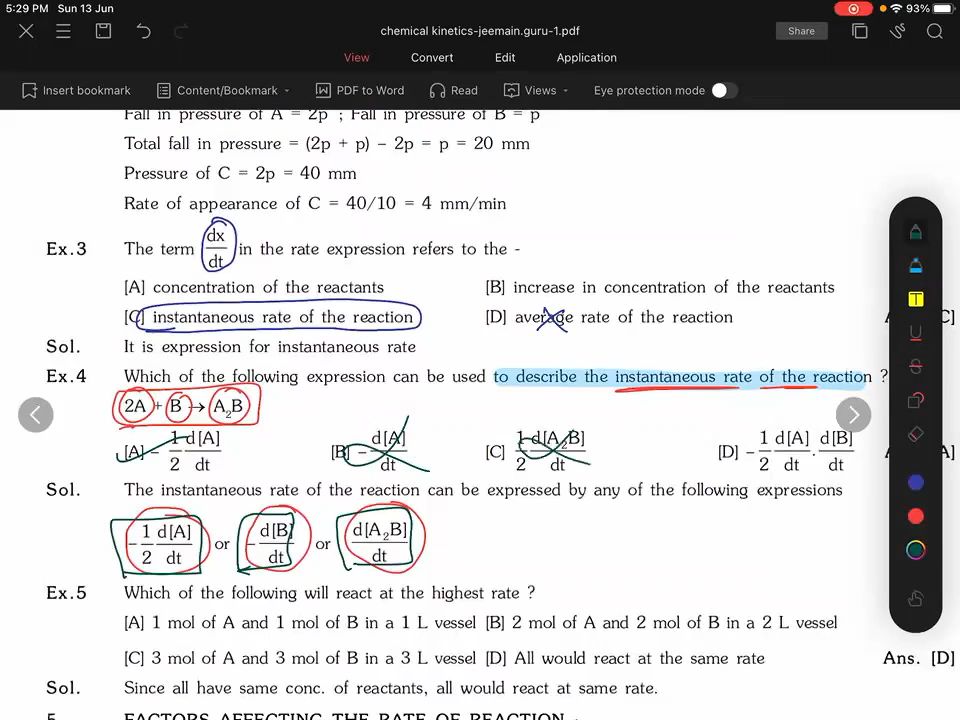 5:29 PM Sun 13 Jun 93%
chemical kinetics-jeemain.guru-1.pdf
Share
View Convert Edit Application
Insert bookmark Content/Bookmark PDF to Word Read Views Eye protection mode
Fall in pressure of A = 2p ; Fall in pressure of B = p
Total fall in pressure = (2p + p) – 2p = p = 20 mm
Pressure of C = 2p = 40 mm
Rate of appearance of C = 40/10 = 4 mm/min
Ex.3 The term dx/dt in the rate expression refers to the -
[A] concentration of the reactants [B] increase in concentration of the reactants
[C] instantaneous rate of the reaction [D] average rate of the reaction C]
Sol. It is expression for instantaneous rate
Ex.4 Which of the following expression can be used to describe the instantaneous rate of the reaction ?
2A + B → A₂B
[A] – 1/2 d[A]/dt [B] – d[A]/dt [C] 1/2 d[A₂B]/dt [D] – 1/2 d[A]/dt . d[B]/dt A]
Sol. The instantaneous rate of the reaction can be expressed by any of the following expressions
– 1/2 d[A]/dt or – d[B]/dt or d[A₂B]/dt
Ex.5 Which of the following will react at the highest rate ?
[A] 1 mol of A and 1 mol of B in a 1 L vessel [B] 2 mol of A and 2 mol of B in a 2 L vessel
[C] 3 mol of A and 3 mol of B in a 3 L vessel [D] All would react at the same rate Ans. [D]
Sol. Since all have same conc. of reactants, all would react at same rate.
5. FACTORS AFFECTING THE RATE OF REACTION :